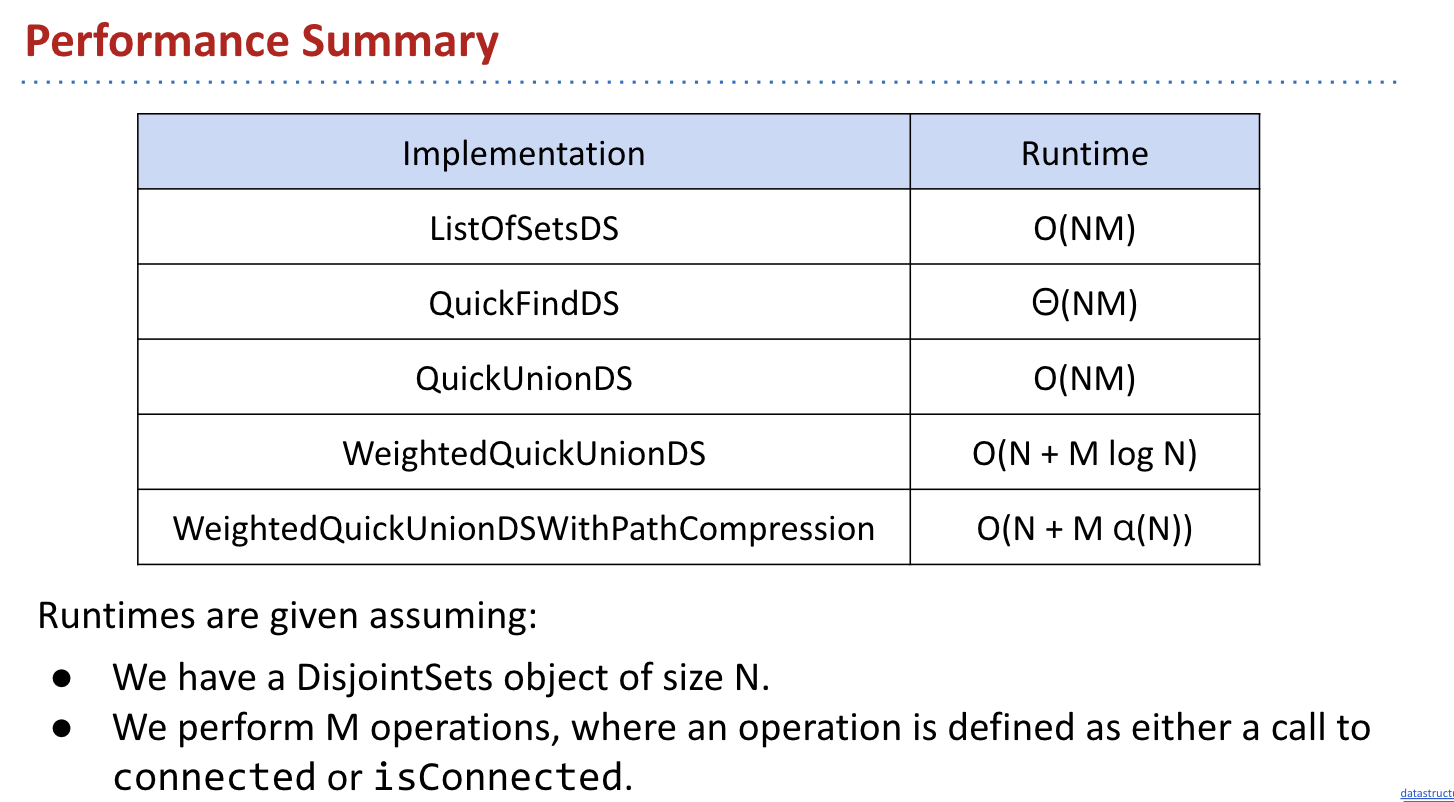 Performance Summary
Implementation Runtime
ListOfSetsDS O(NM)
QuickFindDS Θ(NM)
QuickUnionDS O(NM)
WeightedQuickUnionDS O(N + M log N)
WeightedQuickUnionDSWithPathCompression O(N + M α(N))
Runtimes are given assuming:
● We have a DisjointSets object of size N.
● We perform M operations, where an operation is defined as either a call to
connected or isConnected.
datastruct